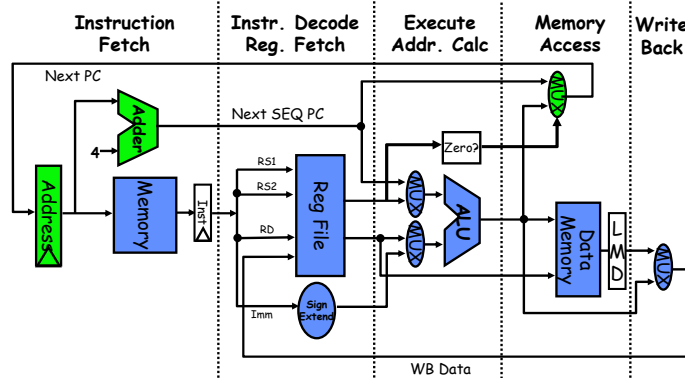 Instruction
Fetch
Instr. Decode
Reg. Fetch
Execute
Addr. Calc
Memory
Access
Write
Back
Next PC
MUX
Adder
Next SEQ PC
4
Zero?
RS1
RS2
Reg File
MUX
ALU
Address
Memory
Inst
RD
MUX
Data
Memory
L
M
D
MUX
Imm
Sign
Extend
WB Data